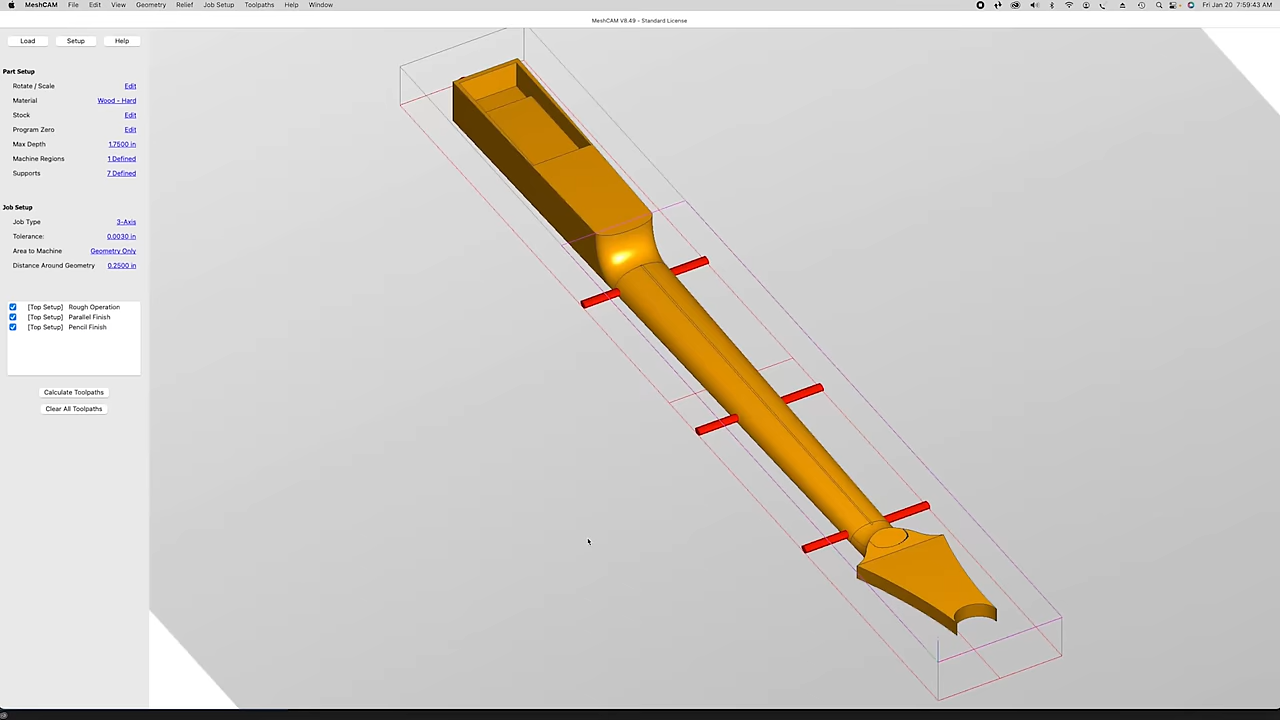 MeshCAM File Edit View Geometry Relief Job Setup Toolpaths Help Window Fri Jan 20 7:59:43 AM
MeshCAM V8.49 - Standard License
Load Setup Help
Part Setup
Rotate / Scale Edit
Material Wood - Hard
Stock Edit
Program Zero Edit
Max Depth 1.7500 in
Machine Regions 1 Defined
Supports 7 Defined
Job Setup
Job Type 3-Axis
Tolerance: 0.0030 in
Area to Machine Geometry Only
Distance Around Geometry 0.2500 in
[Top Setup] Rough Operation
[Top Setup] Parallel Finish
[Top Setup] Pencil Finish
Calculate Toolpaths
Clear All Toolpaths